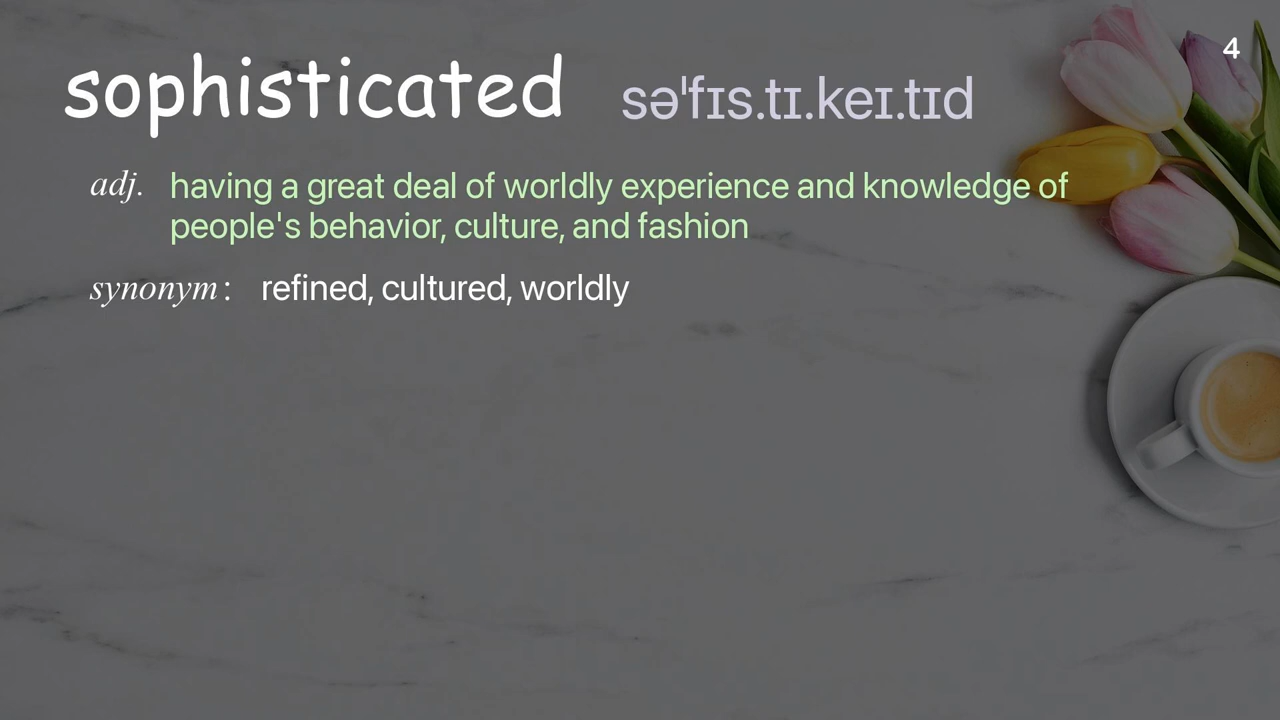 4
sophisticated səˈfɪs.tɪ.keɪ.tɪd
adj. having a great deal of worldly experience and knowledge of
people's behavior, culture, and fashion
synonym: refined, cultured, worldly